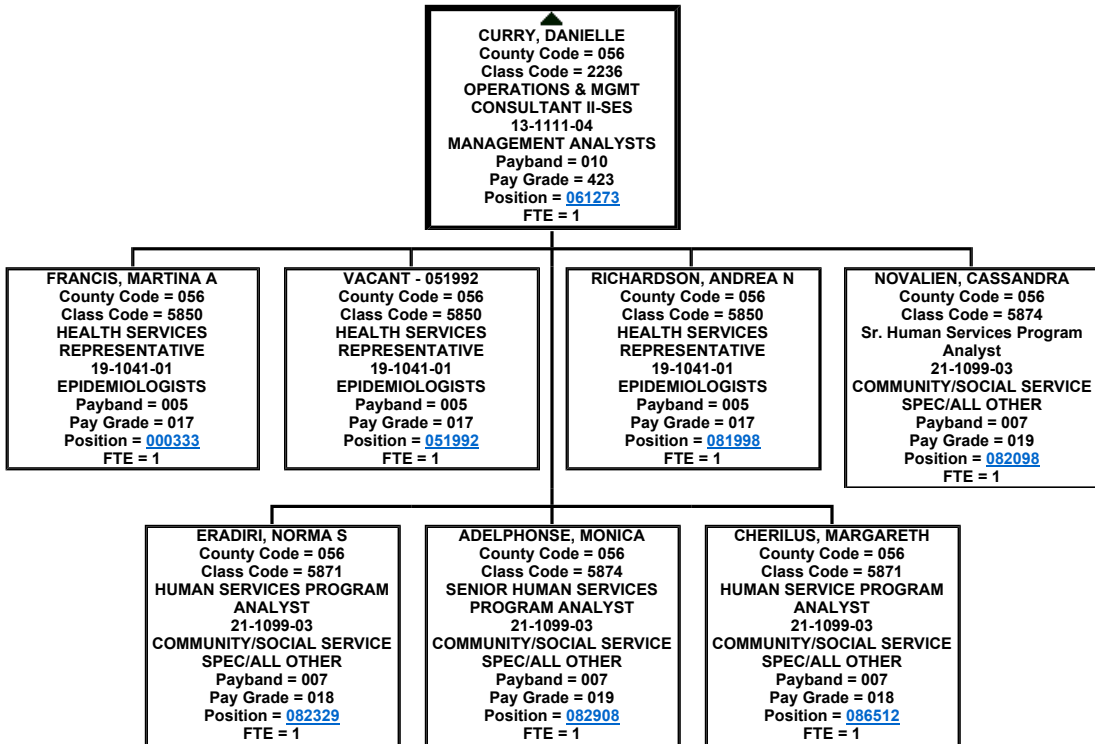 CURRY, DANIELLE
County Code = 056
Class Code = 2236
OPERATIONS & MGMT
CONSULTANT II-SES
13-1111-04
MANAGEMENT ANALYSTS
Payband = 010
Pay Grade = 423
Position = 061273
FTE = 1
FRANCIS, MARTINA A
County Code = 056
Class Code = 5850
HEALTH SERVICES
REPRESENTATIVE
19-1041-01
EPIDEMIOLOGISTS
Payband = 005
Pay Grade = 017
Position = 000333
FTE = 1
VACANT - 051992
County Code = 056
Class Code = 5850
HEALTH SERVICES
REPRESENTATIVE
19-1041-01
EPIDEMIOLOGISTS
Payband = 005
Pay Grade = 017
Position = 051992
FTE = 1
RICHARDSON, ANDREA N
County Code = 056
Class Code = 5850
HEALTH SERVICES
REPRESENTATIVE
19-1041-01
EPIDEMIOLOGISTS
Payband = 005
Pay Grade = 017
Position = 081998
FTE = 1
NOVALIEN, CASSANDRA
County Code = 056
Class Code = 5874
Sr. Human Services Program
Analyst
21-1099-03
COMMUNITY/SOCIAL SERVICE
SPEC/ALL OTHER
Payband = 007
Pay Grade = 019
Position = 082098
FTE = 1
ERADIRI, NORMA S
County Code = 056
Class Code = 5871
HUMAN SERVICES PROGRAM
ANALYST
21-1099-03
COMMUNITY/SOCIAL SERVICE
SPEC/ALL OTHER
Payband = 007
Pay Grade = 018
Position = 082329
FTE = 1
ADELPHONSE, MONICA
County Code = 056
Class Code = 5874
SENIOR HUMAN SERVICES
PROGRAM ANALYST
21-1099-03
COMMUNITY/SOCIAL SERVICE
SPEC/ALL OTHER
Payband = 007
Pay Grade = 019
Position = 082908
FTE = 1
CHERILUS, MARGARETH
County Code = 056
Class Code = 5871
HUMAN SERVICE PROGRAM
ANALYST
21-1099-03
COMMUNITY/SOCIAL SERVICE
SPEC/ALL OTHER
Payband = 007
Pay Grade = 018
Position = 086512
FTE = 1